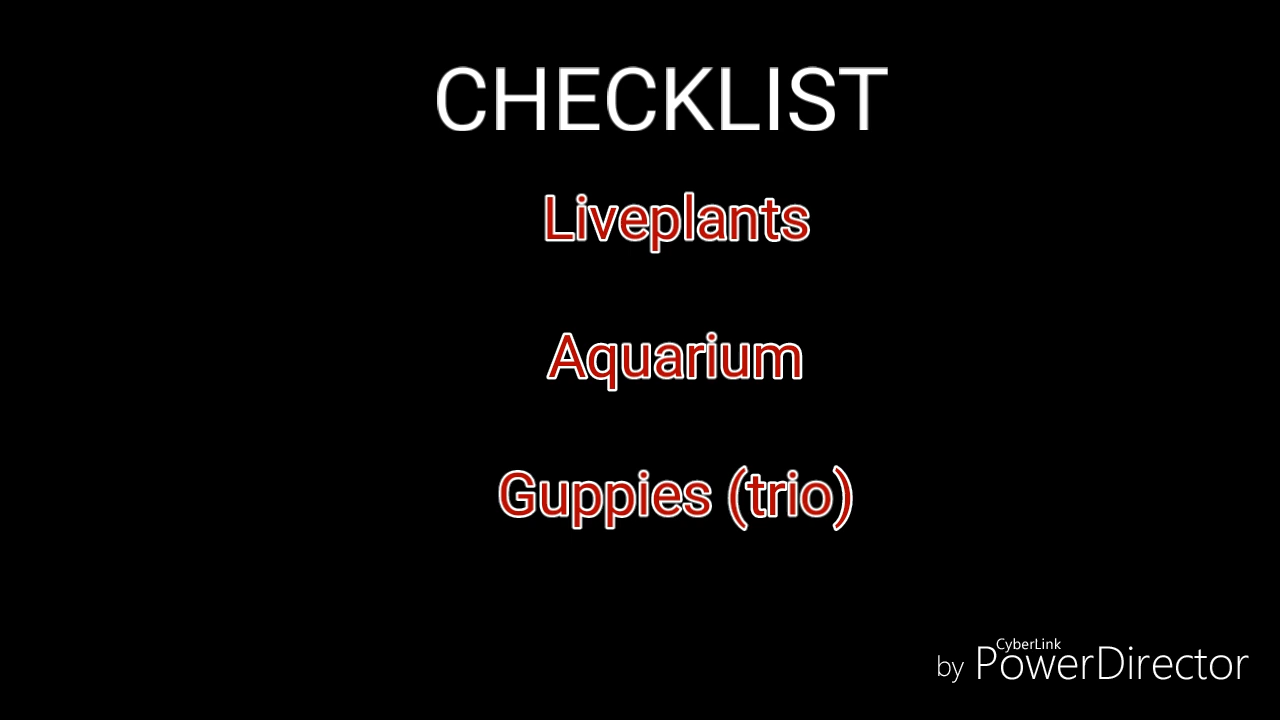 CHECKLIST
Liveplants
Aquarium
Guppies (trio)
CyberLink
by PowerDirector